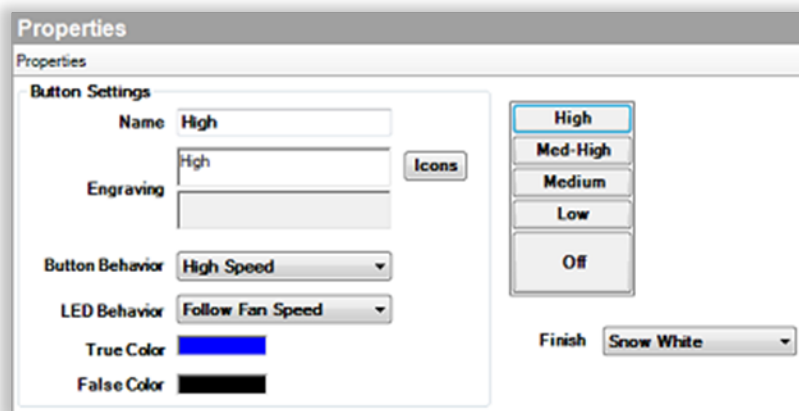 Properties
Properties
Button Settings
Name High
Engraving High
Icons
Button Behavior High Speed
LED Behavior Follow Fan Speed
True Color
False Color
High
Med-High
Medium
Low
Off
Finish Snow White